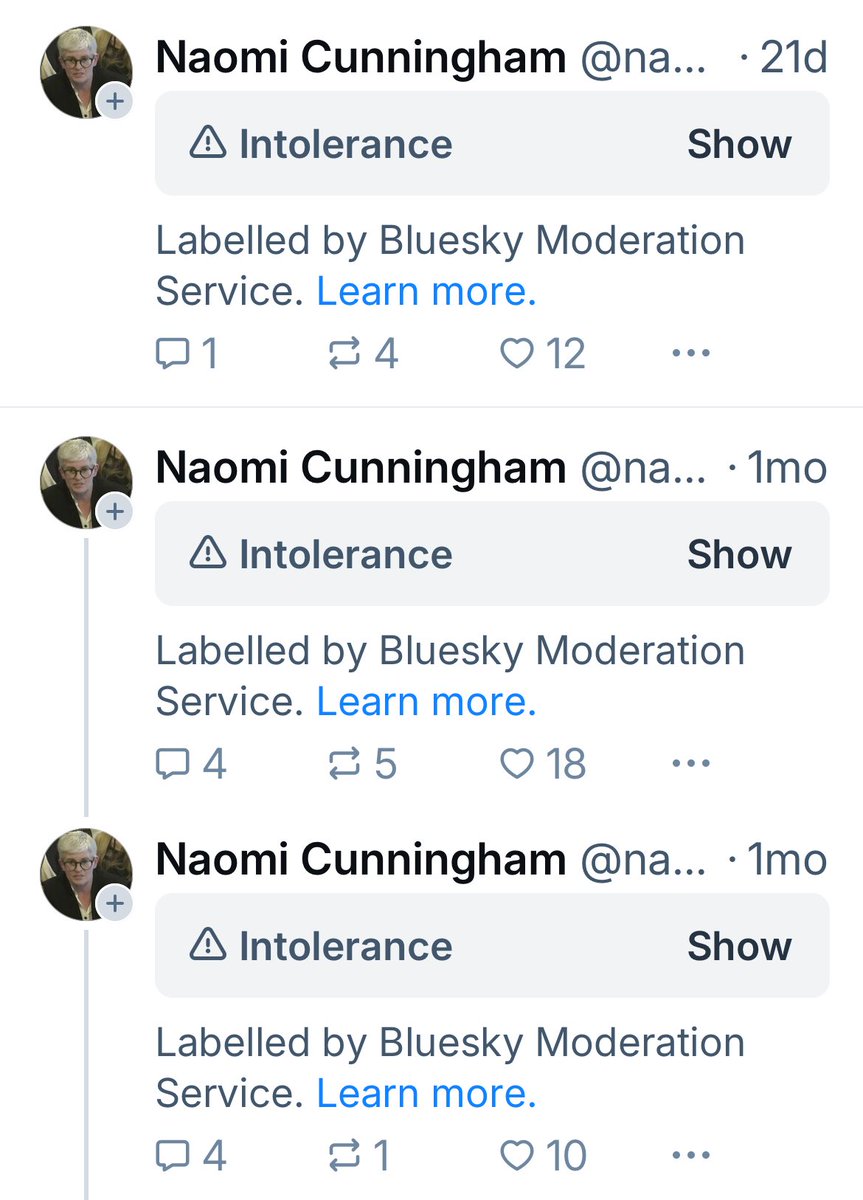 Naomi Cunningham @na... · 21d
Intolerance Show
Labelled by Bluesky Moderation
Service. Learn more.
1 4 12
Naomi Cunningham @na... · 1mo
Intolerance Show
Labelled by Bluesky Moderation
Service. Learn more.
4 5 18
Naomi Cunningham @na... · 1mo
Intolerance Show
Labelled by Bluesky Moderation
Service. Learn more.
4 1 10